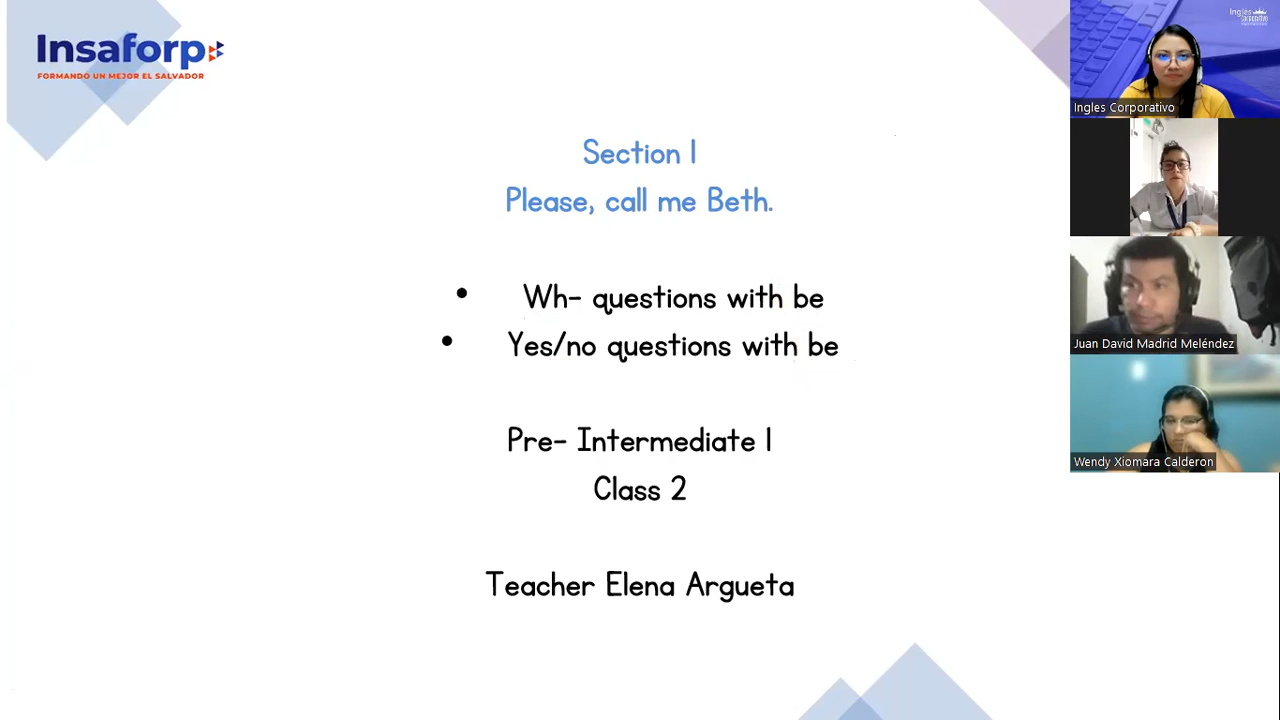 Insaforp
FORMANDO UN MEJOR EL SALVADOR
Section 1
Please, call me Beth.
• Wh- questions with be
• Yes/no questions with be
Pre- Intermediate 1
Class 2
Teacher Elena Argueta
Ingles Corporativo
Juan David Madrid Meléndez
Wendy Xiomara Calderon